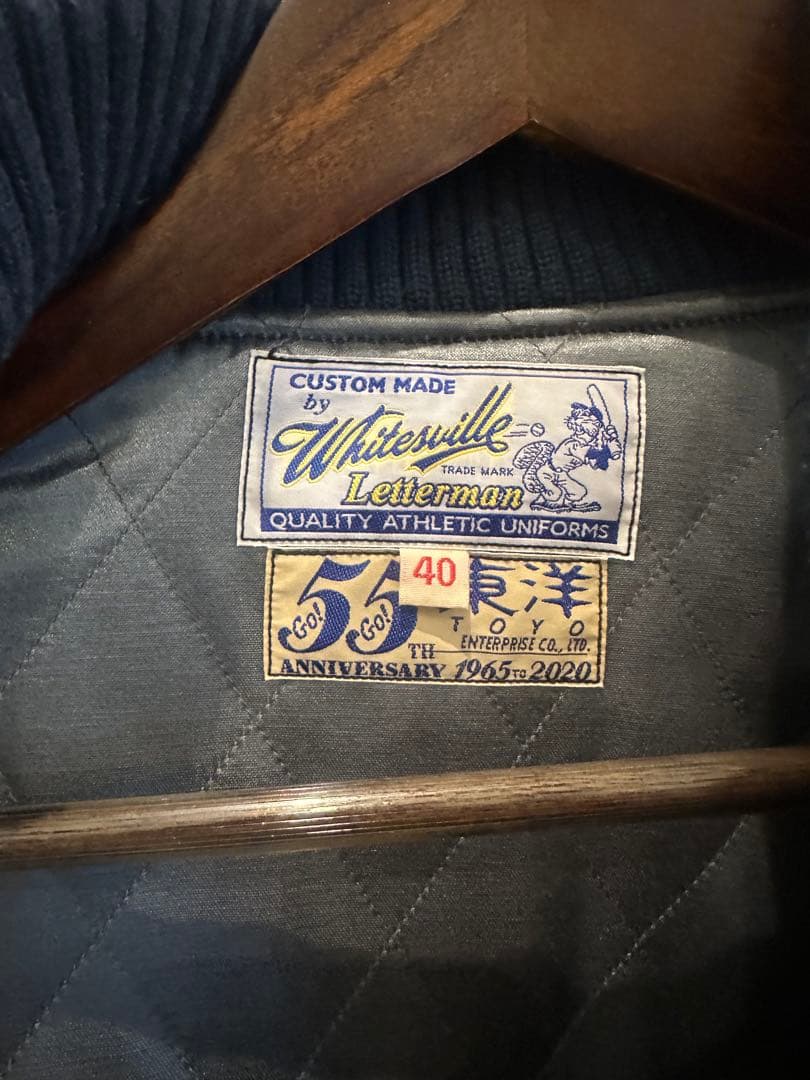 CUSTOM MADE
by
Whitesville
TRADE MARK
Letterman
QUALITY ATHLETIC UNIFORMS
40
55 東洋
Go! Go!
TOYO
TH ENTERPRISE CO., LTD.
ANNIVERSARY 1965 TO 2020